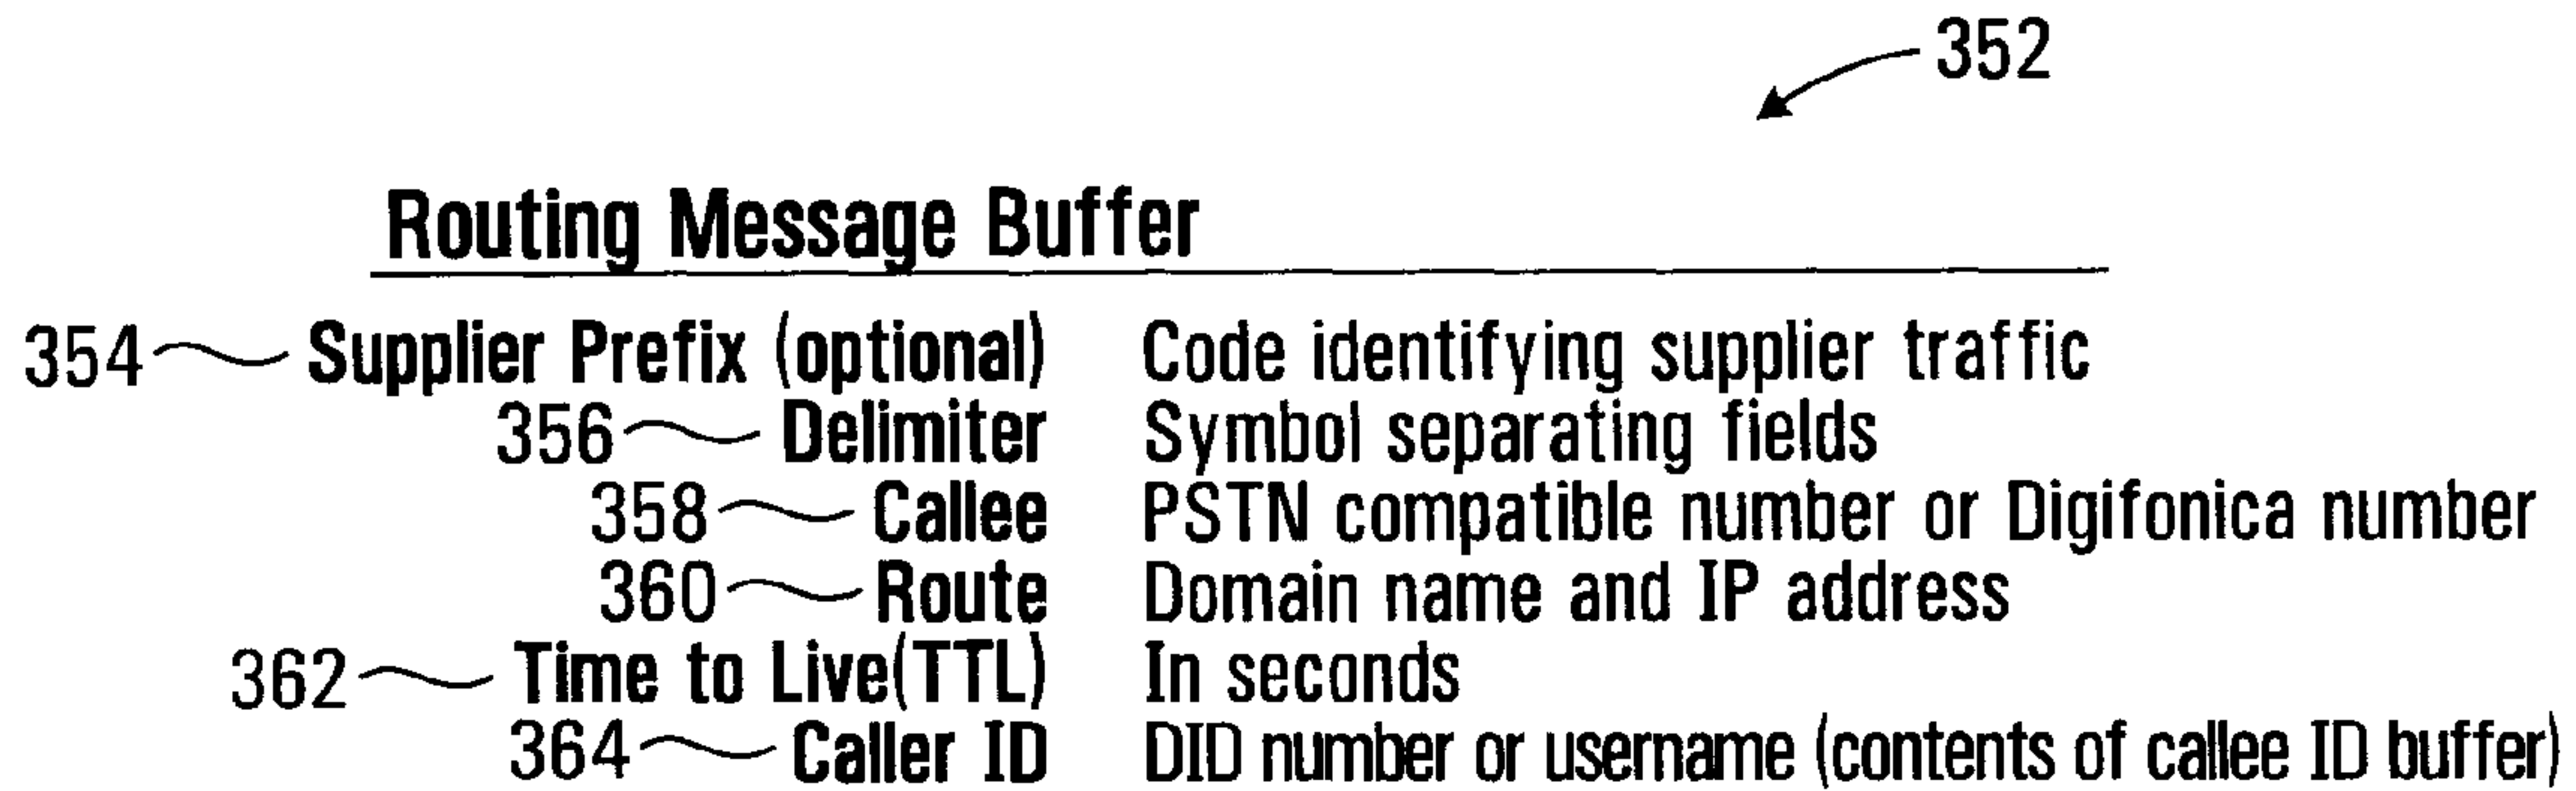 352
Routing Message Buffer
354 Supplier Prefix (optional) Code identifying supplier traffic
356 Delimiter Symbol separating fields
358 Callee PSTN compatible number or Digifonica number
360 Route Domain name and IP address
362 Time to Live(TTL) In seconds
364 Caller ID DID number or username (contents of callee ID buffer)